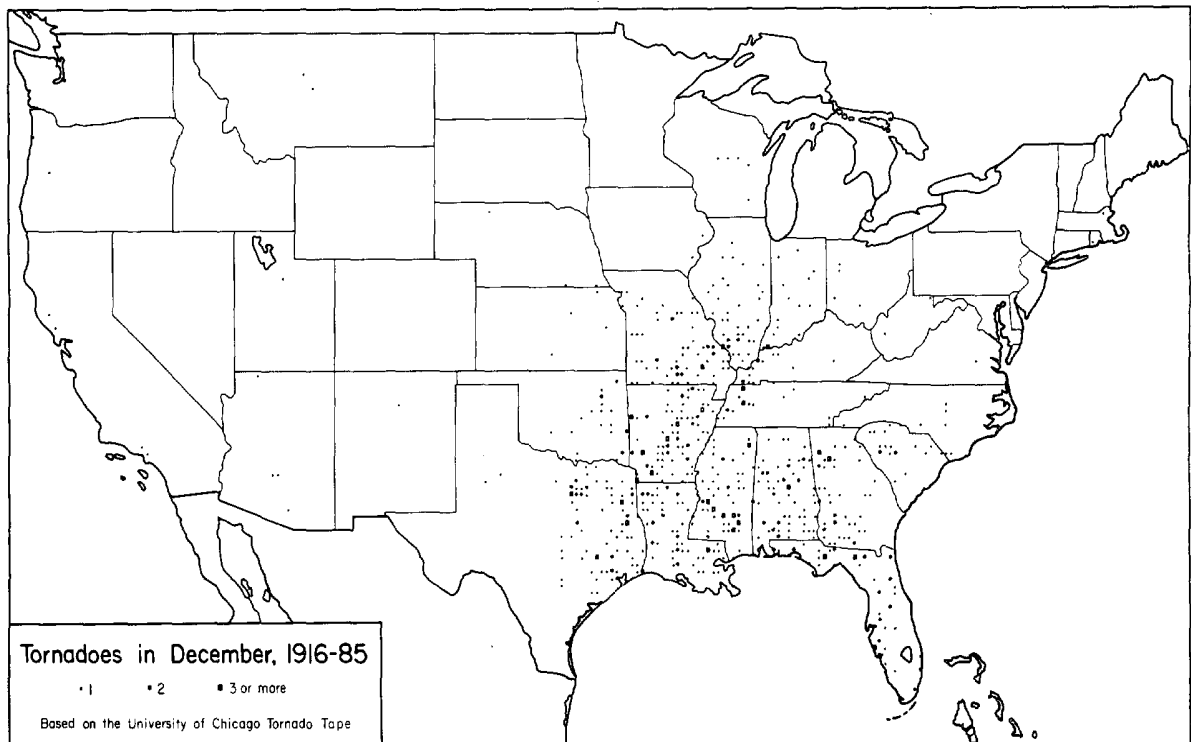 Tornadoes in December, 1916-85
1 2 3 or more
Based on the University of Chicago Tornado Tape